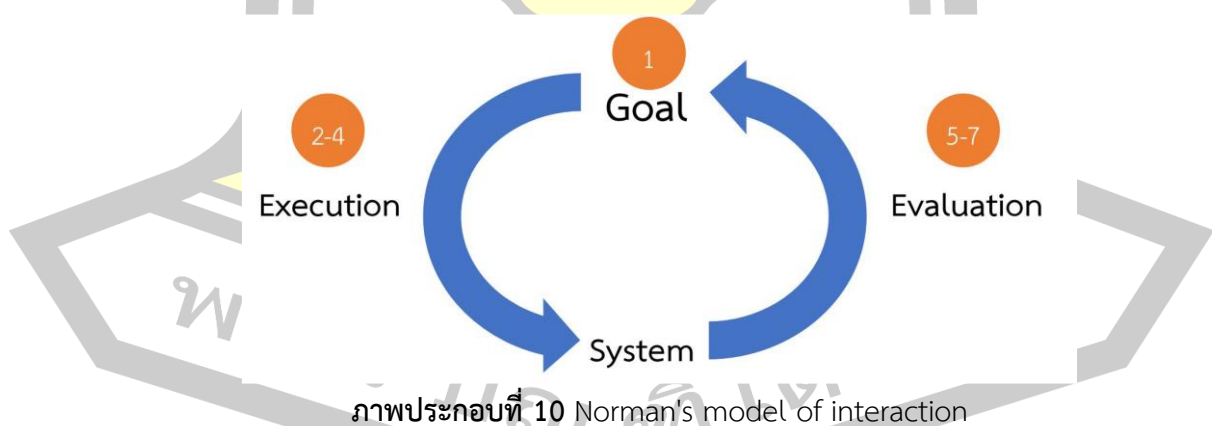 1
Goal
2-4
5-7
Execution
Evaluation
System
ภาพประกอบที่ 10 Norman's model of interaction